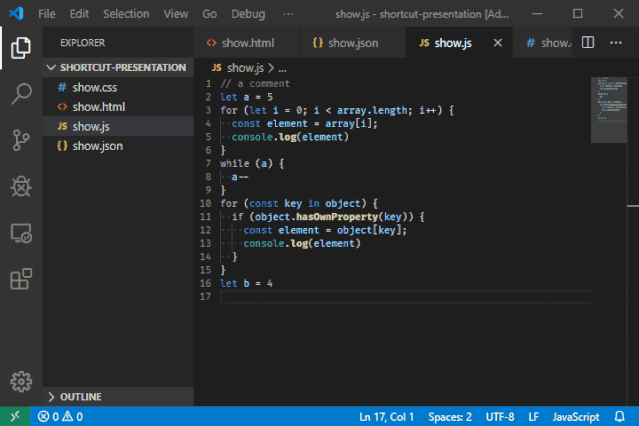 File Edit Selection View Go Debug ··· show.js - shortcut-presentation [Ad...
EXPLORER
SHORTCUT-PRESENTATION
# show.css
<> show.html
JS show.js
{} show.json
OUTLINE
<> show.html {} show.json JS show.js × # show. ···
JS show.js > ...
1 // a comment
2 let a = 5
3 for (let i = 0; i < array.length; i++) {
4 ··const element = array[i];
5 ··console.log(element)
6 }
7 while (a) {
8 ··a--
9 }
10 for (const key in object) {
11 ··if (object.hasOwnProperty(key)) {
12 ····const element = object[key];
13 ····console.log(element)
14 ··}
15 }
16 let b = 4
17
0 0 Ln 17, Col 1 Spaces: 2 UTF-8 LF JavaScript